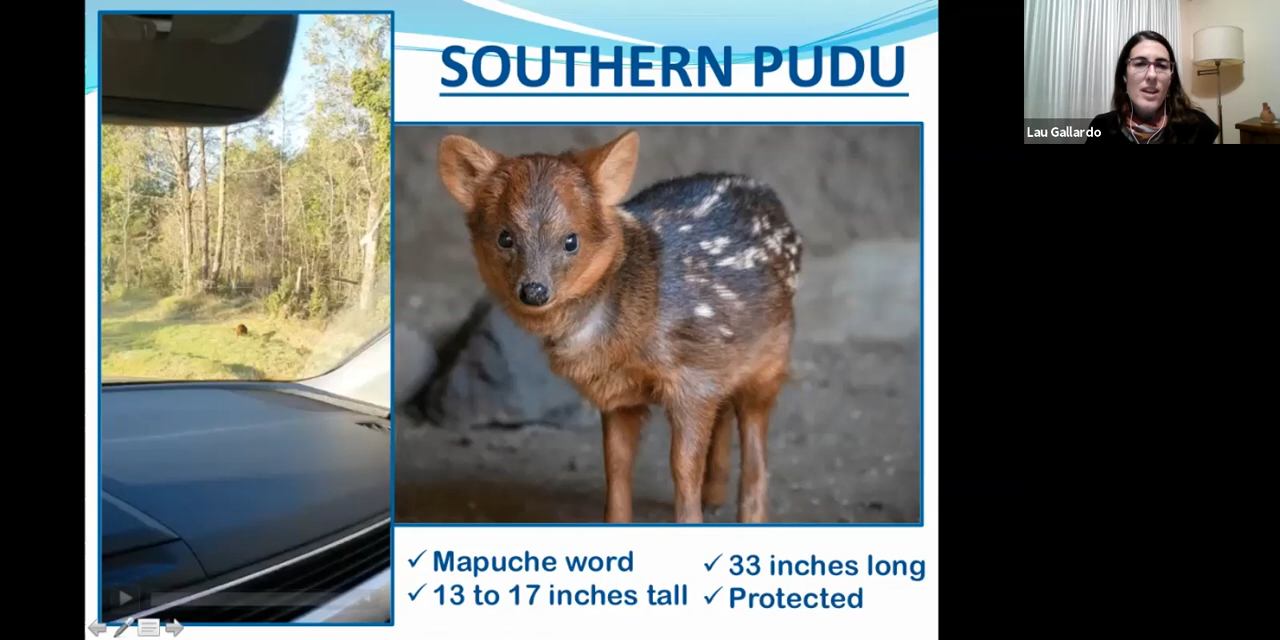 SOUTHERN PUDU
Lau Gallardo
✓ Mapuche word
✓ 13 to 17 inches tall
✓ 33 inches long
✓ Protected